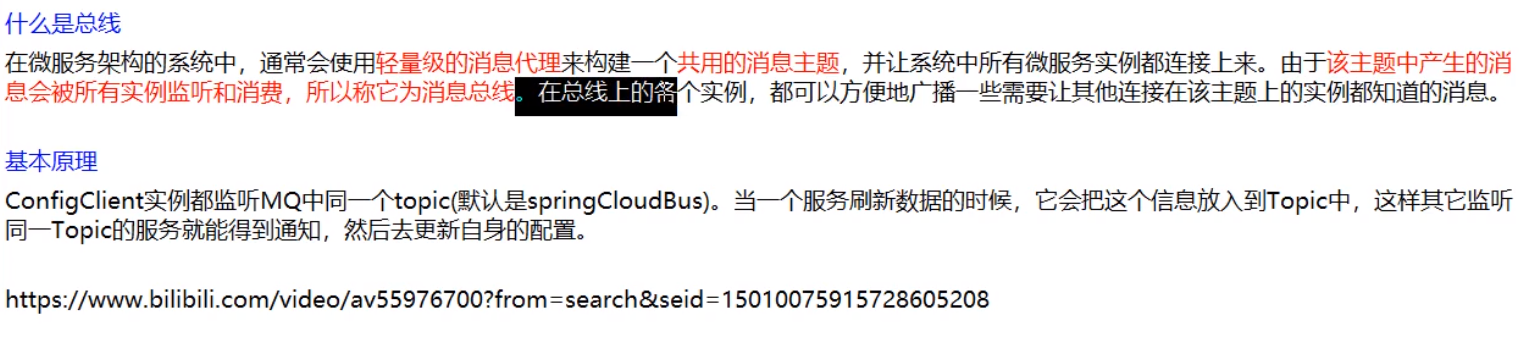 什么是总线
在微服务架构的系统中，通常会使用轻量级的消息代理来构建一个共用的消息主题，并让系统中所有微服务实例都连接上来。由于该主题中产生的消
息会被所有实例监听和消费，所以称它为消息总线。在总线上的各个实例，都可以方便地广播一些需要让其他连接在该主题上的实例都知道的消息。
基本原理
ConfigClient实例都监听MQ中同一个topic(默认是springCloudBus)。当一个服务刷新数据的时候，它会把这个信息放入到Topic中，这样其它监听
同一Topic的服务就能得到通知，然后去更新自身的配置。
https://www.bilibili.com/video/av55976700?from=search&seid=15010075915728605208